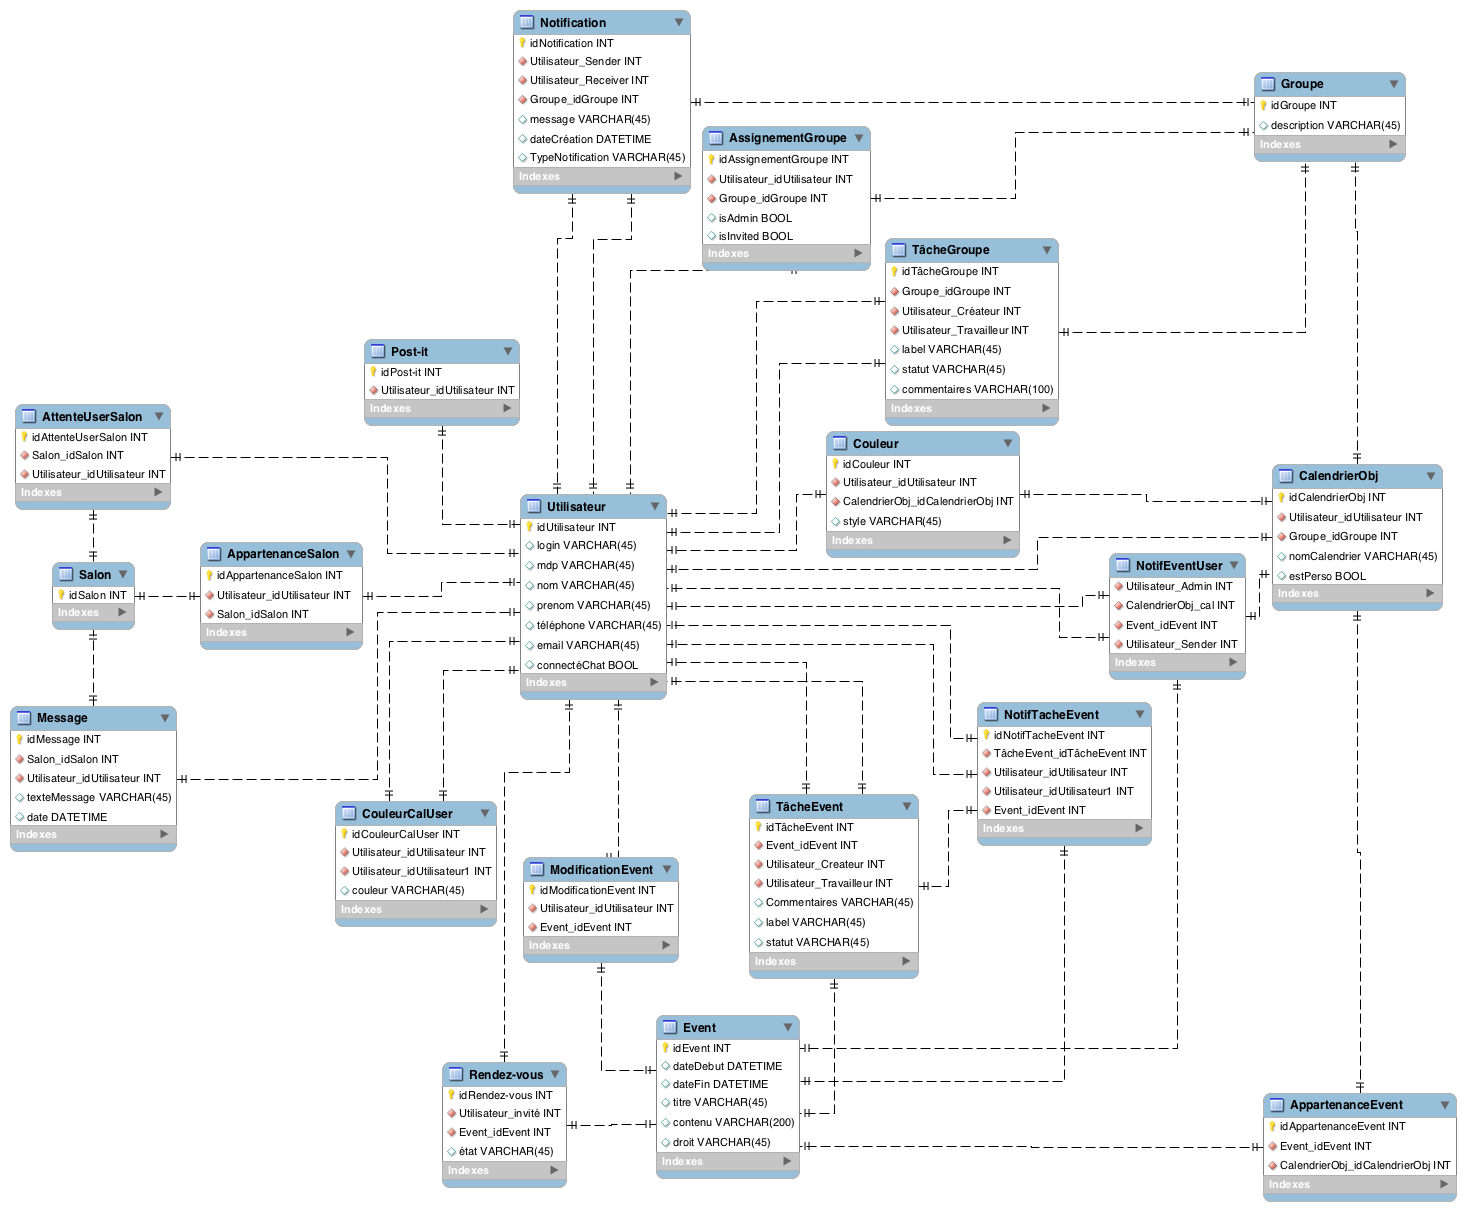 Notification
idNotification INT
Utilisateur_Sender INT
Utilisateur_Receiver INT
Groupe_idGroupe INT
message VARCHAR(45)
dateCréation DATETIME
TypeNotification VARCHAR(45)
Indexes
Groupe
idGroupe INT
description VARCHAR(45)
Indexes
AssignementGroupe
idAssignementGroupe INT
Utilisateur_idUtilisateur INT
Groupe_idGroupe INT
isAdmin BOOL
isInvited BOOL
Indexes
TâcheGroupe
idTâcheGroupe INT
Groupe_idGroupe INT
Utilisateur_Créateur INT
Utilisateur_Travailleur INT
label VARCHAR(45)
statut VARCHAR(45)
commentaires VARCHAR(100)
Indexes
Post-it
idPost-it INT
Utilisateur_idUtilisateur INT
Indexes
AttenteUserSalon
idAttenteUserSalon INT
Salon_idSalon INT
Utilisateur_idUtilisateur INT
Indexes
Couleur
idCouleur INT
Utilisateur_idUtilisateur INT
CalendrierObj_idCalendrierObj INT
style VARCHAR(45)
Indexes
CalendrierObj
idCalendrierObj INT
Utilisateur_idUtilisateur INT
Groupe_idGroupe INT
nomCalendrier VARCHAR(45)
estPerso BOOL
Indexes
Utilisateur
idUtilisateur INT
login VARCHAR(45)
mdp VARCHAR(45)
nom VARCHAR(45)
prenom VARCHAR(45)
téléphone VARCHAR(45)
email VARCHAR(45)
connectéChat BOOL
Indexes
AppartenanceSalon
idAppartenanceSalon INT
Utilisateur_idUtilisateur INT
Salon_idSalon INT
Indexes
Salon
idSalon INT
Indexes
NotifEventUser
Utilisateur_Admin INT
CalendrierObj_cal INT
Event_idEvent INT
Utilisateur_Sender INT
Indexes
Message
idMessage INT
Salon_idSalon INT
Utilisateur_idUtilisateur INT
texteMessage VARCHAR(45)
date DATETIME
Indexes
NotifTacheEvent
idNotifTacheEvent INT
TâcheEvent_idTâcheEvent INT
Utilisateur_idUtilisateur INT
Utilisateur_idUtilisateur1 INT
Event_idEvent INT
Indexes
CouleurCalUser
idCouleurCalUser INT
Utilisateur_idUtilisateur INT
Utilisateur_idUtilisateur1 INT
couleur VARCHAR(45)
Indexes
TâcheEvent
idTâcheEvent INT
Event_idEvent INT
Utilisateur_Createur INT
Utilisateur_Travailleur INT
Commentaires VARCHAR(45)
label VARCHAR(45)
statut VARCHAR(45)
Indexes
ModificationEvent
idModificationEvent INT
Utilisateur_idUtilisateur INT
Event_idEvent INT
Indexes
Event
idEvent INT
dateDebut DATETIME
dateFin DATETIME
titre VARCHAR(45)
contenu VARCHAR(200)
droit VARCHAR(45)
Indexes
Rendez-vous
idRendez-vous INT
Utilisateur_invité INT
Event_idEvent INT
état VARCHAR(45)
Indexes
AppartenanceEvent
idAppartenanceEvent INT
Event_idEvent INT
CalendrierObj_idCalendrierObj INT
Indexes